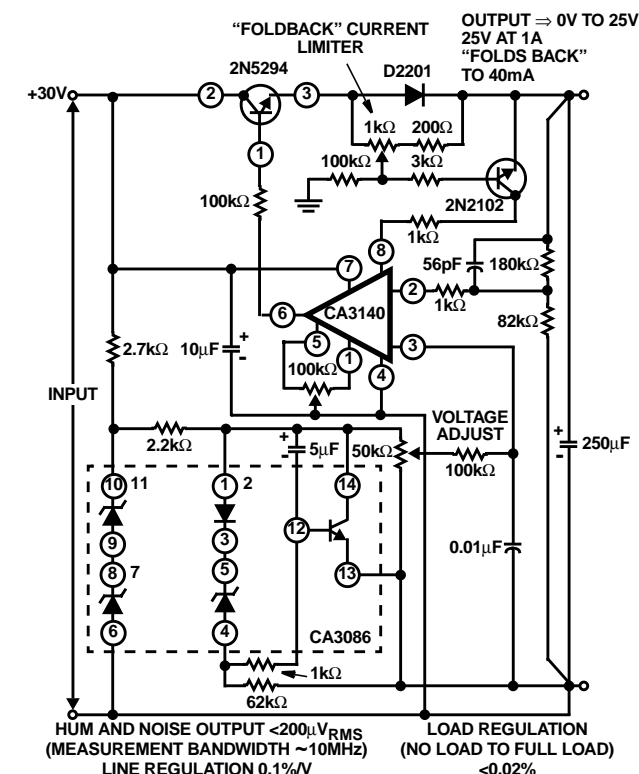 OUTPUT ⇒ 0V TO 25V
25V AT 1A
"FOLDS BACK"
TO 40mA
"FOLDBACK" CURRENT
LIMITER
2N5294
D2201
+30V
2
3
1kΩ
200Ω
1
100kΩ
3kΩ
100kΩ
2N2102
1kΩ
8
56pF
180kΩ
7
2
1kΩ
6
CA3140
82kΩ
5
3
2.7kΩ
10μF
+
-
1
100kΩ
4
INPUT
VOLTAGE
ADJUST
2.2kΩ
+
-
5μF
50kΩ
100kΩ
+
-
250μF
10
11
1
2
14
9
3
12
0.01μF
8
7
5
13
6
4
CA3086
1kΩ
62kΩ
HUM AND NOISE OUTPUT <200μVRMS
(MEASUREMENT BANDWIDTH ~10MHz)
LINE REGULATION 0.1%/V
LOAD REGULATION
(NO LOAD TO FULL LOAD)
<0.02%